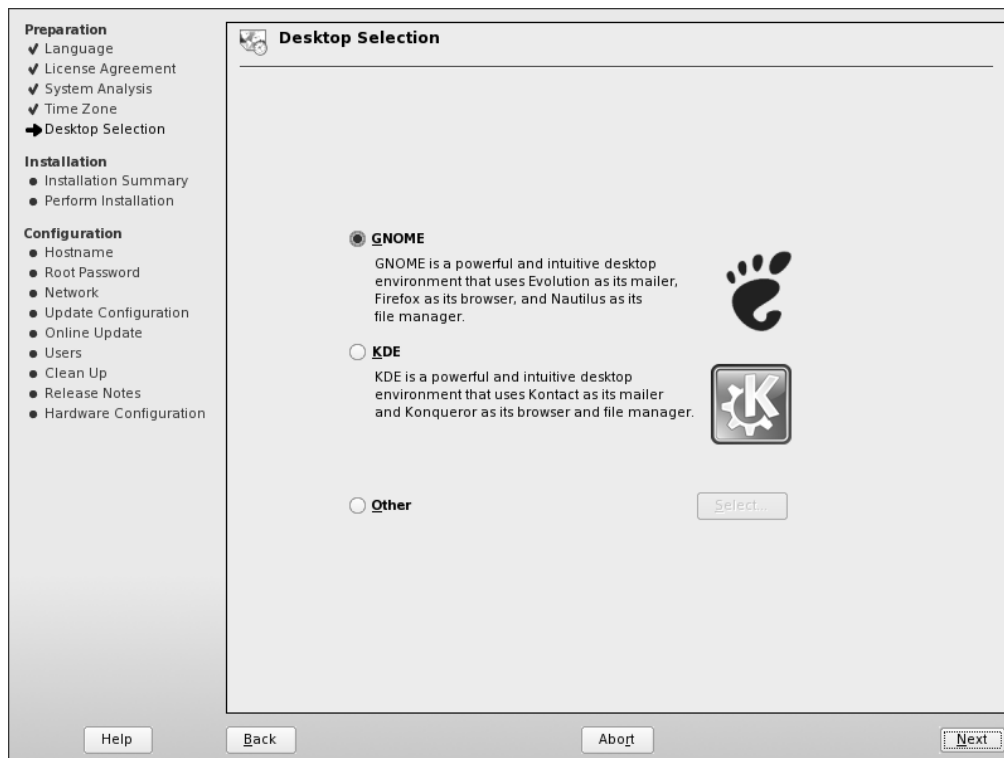 Preparation
Language
License Agreement
System Analysis
Time Zone
Desktop Selection
Installation
Installation Summary
Perform Installation
Configuration
Hostname
Root Password
Network
Update Configuration
Online Update
Users
Clean Up
Release Notes
Hardware Configuration
Desktop Selection
GNOME
GNOME is a powerful and intuitive desktop
environment that uses Evolution as its mailer,
Firefox as its browser, and Nautilus as its
file manager.
KDE
KDE is a powerful and intuitive desktop
environment that uses Kontact as its mailer
and Konqueror as its browser and file manager.
K
Other
Select...
Help
Back
Abort
Next